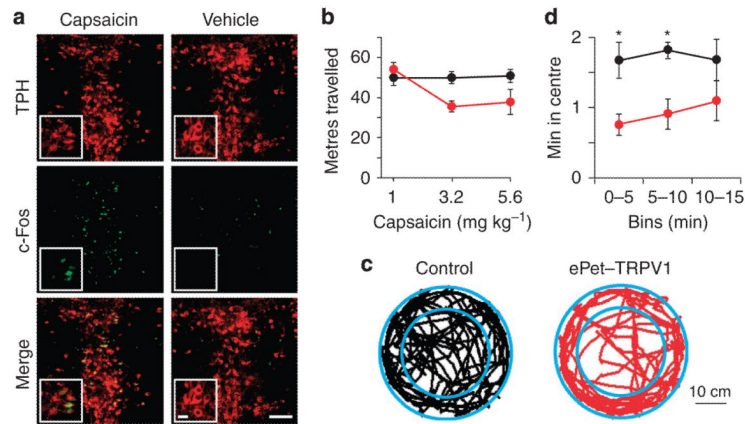 a
Capsaicin
Vehicle
TPH
c-Fos
Merge
b
Metres travelled
60
40
20
0
1
3.2
5.6
Capsaicin (mg kg⁻¹)
d
Min in centre
2
1
0
*
*
0–5
5–10
10–15
Bins (min)
c
Control
ePet–TRPV1
10 cm